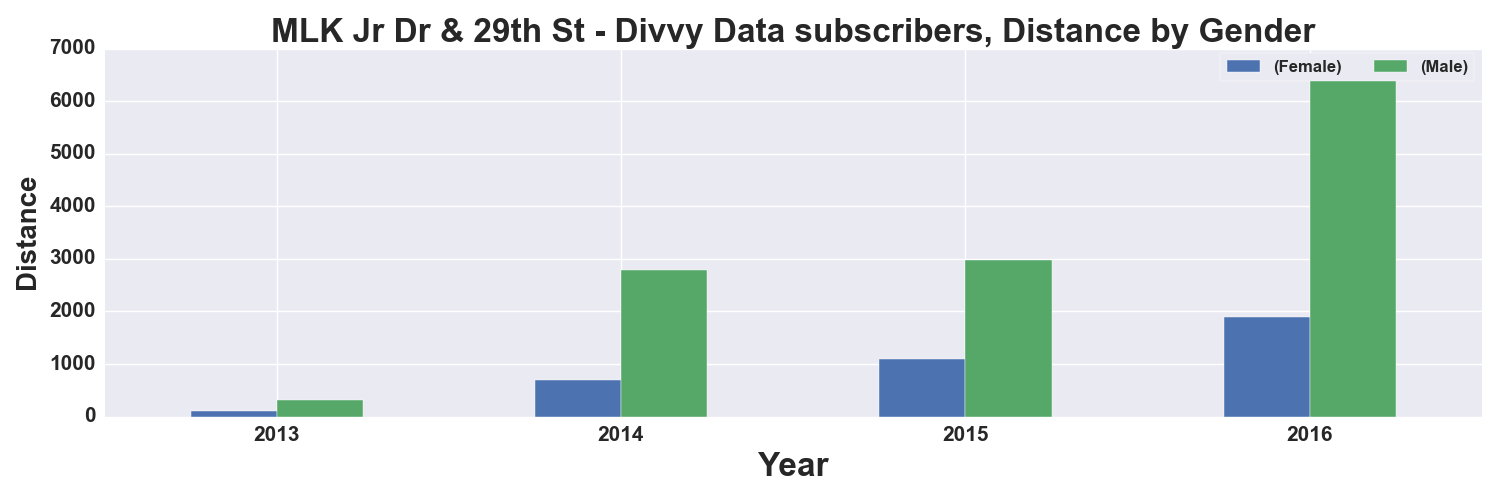 MLK Jr Dr & 29th St - Divvy Data subscribers, Distance by Gender
(Female) (Male)
7000
6000
5000
4000
3000
2000
1000
0
Distance
2013 2014 2015 2016
Year